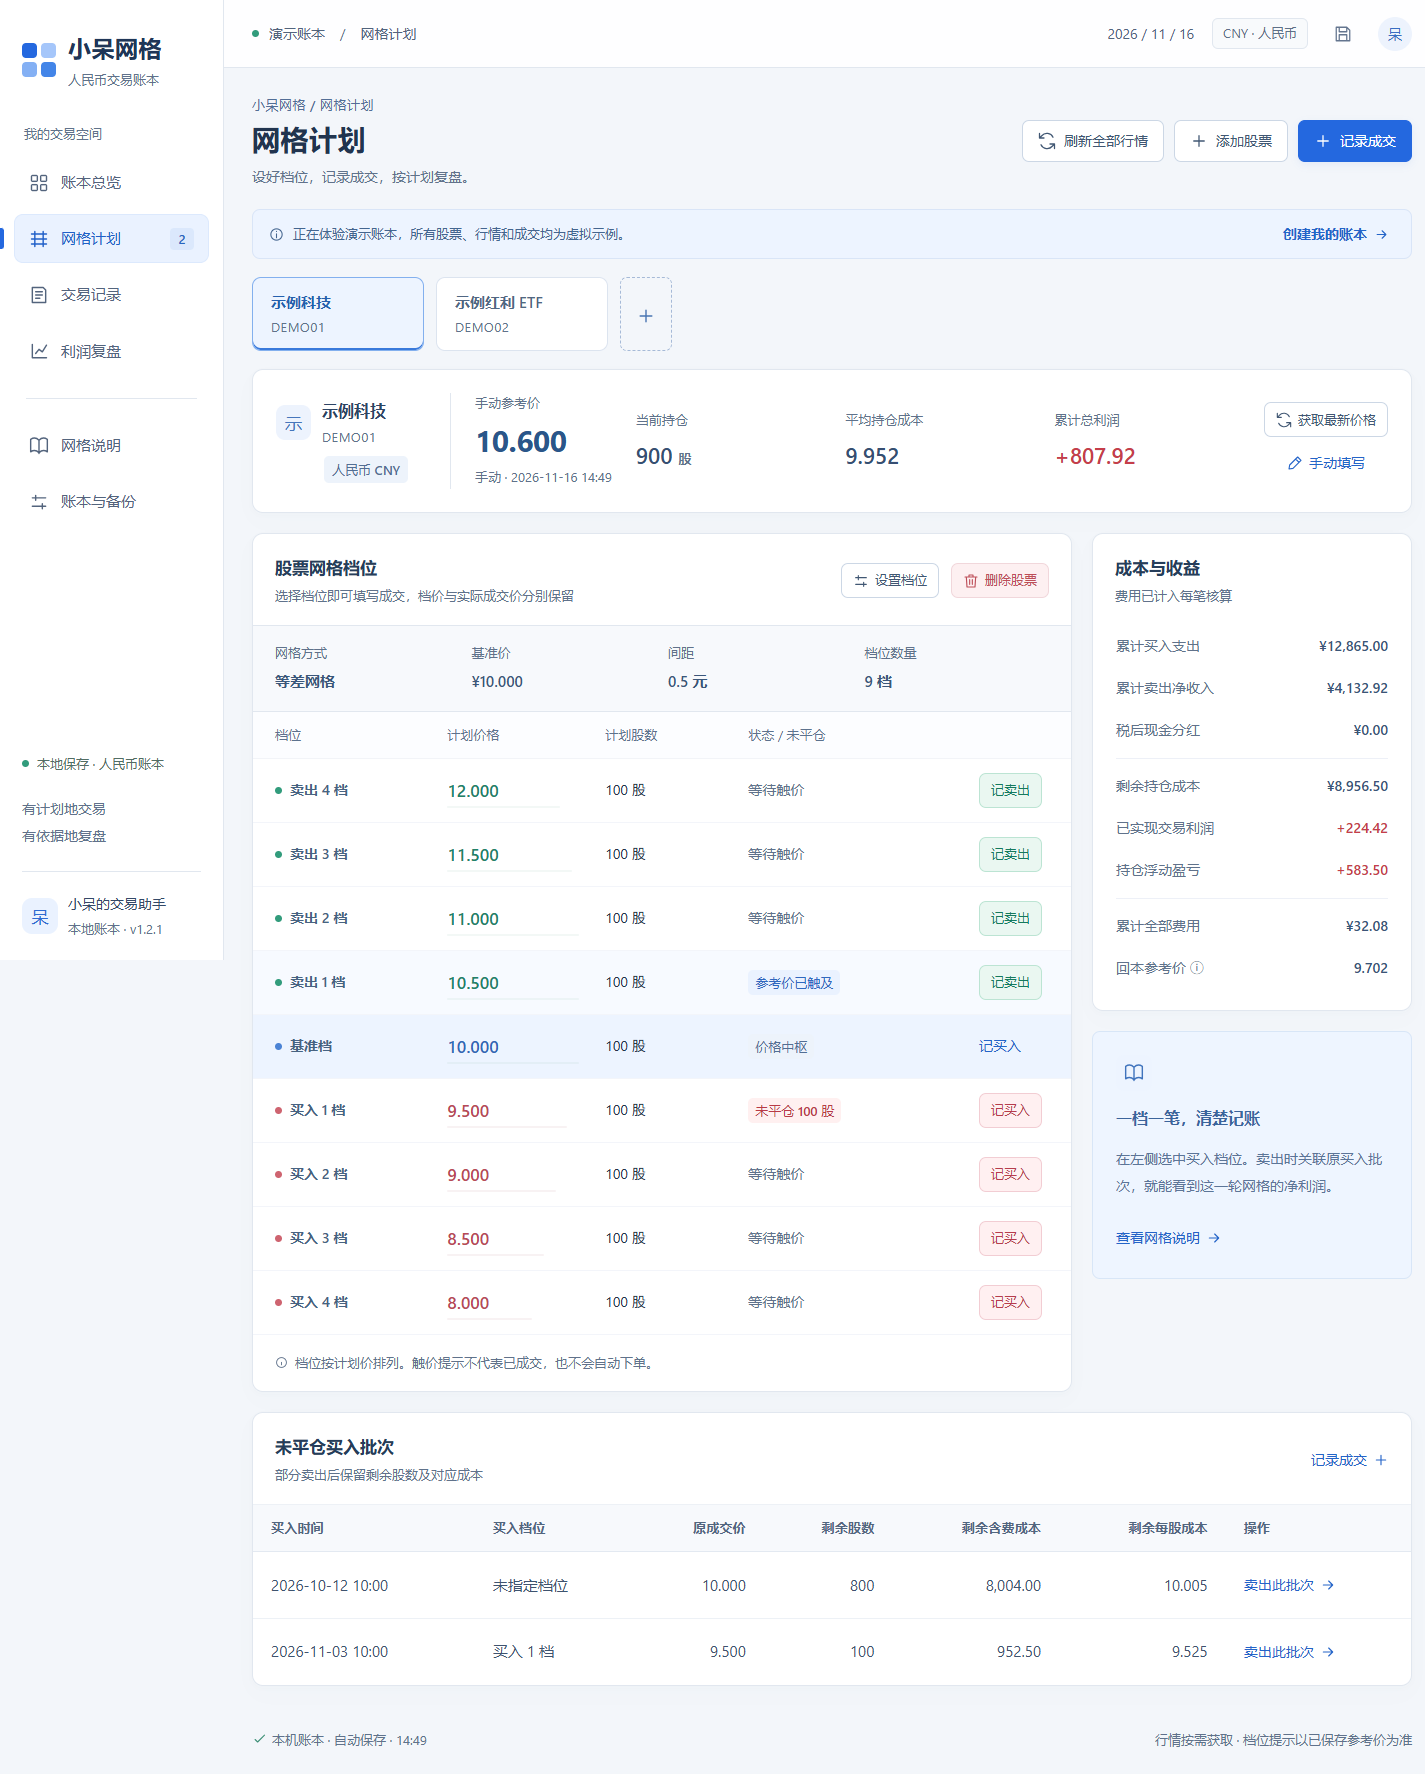 小呆网格
人民币交易账本
我的交易空间
账本总览
网格计划 2
交易记录
利润复盘
网格说明
账本与备份
本地保存 · 人民币账本
有计划地交易
有依据地复盘
呆
小呆的交易助手
本地账本 · v1.2.1
演示账本 / 网格计划
2026 / 11 / 16
CNY · 人民币
呆
小呆网格 / 网格计划
网格计划
设好档位，记录成交，按计划复盘。
刷新全部行情
添加股票
记录成交
正在体验演示账本，所有股票、行情和成交均为虚拟示例。
创建我的账本 →
示例科技
DEMO01
示例红利 ETF
DEMO02
+
示
示例科技
DEMO01
人民币 CNY
手动参考价
10.600
手动 · 2026-11-16 14:49
当前持仓
900 股
平均持仓成本
9.952
累计总利润
+807.92
获取最新价格
手动填写
股票网格档位
选择档位即可填写成交，档价与实际成交价分别保留
设置档位
删除股票
网格方式 基准价 间距 档位数量
等差网格 ¥10.000 0.5 元 9 档
档位 计划价格 计划股数 状态 / 未平仓
卖出 4 档 12.000 100 股 等待触价 记卖出
卖出 3 档 11.500 100 股 等待触价 记卖出
卖出 2 档 11.000 100 股 等待触价 记卖出
卖出 1 档 10.500 100 股 参考价已触及 记卖出
基准档 10.000 100 股 价格中枢 记买入
买入 1 档 9.500 100 股 未平仓 100 股 记买入
买入 2 档 9.000 100 股 等待触价 记买入
买入 3 档 8.500 100 股 等待触价 记买入
买入 4 档 8.000 100 股 等待触价 记买入
档位按计划价排列。触价提示不代表已成交，也不会自动下单。
成本与收益
费用已计入每笔核算
累计买入支出 ¥12,865.00
累计卖出净收入 ¥4,132.92
税后现金分红 ¥0.00
剩余持仓成本 ¥8,956.50
已实现交易利润 +224.42
持仓浮动盈亏 +583.50
累计全部费用 ¥32.08
回本参考价 9.702
一档一笔，清楚记账
在左侧选中买入档位。卖出时关联原买入批
次，就能看到这一轮网格的净利润。
查看网格说明 →
未平仓买入批次
部分卖出后保留剩余股数及对应成本
记录成交 +
买入时间 买入档位 原成交价 剩余股数 剩余含费成本 剩余每股成本 操作
2026-10-12 10:00 未指定档位 10.000 800 8,004.00 10.005 卖出此批次 →
2026-11-03 10:00 买入 1 档 9.500 100 952.50 9.525 卖出此批次 →
本机账本 · 自动保存 · 14:49
行情按需获取 · 档位提示以已保存参考价为准